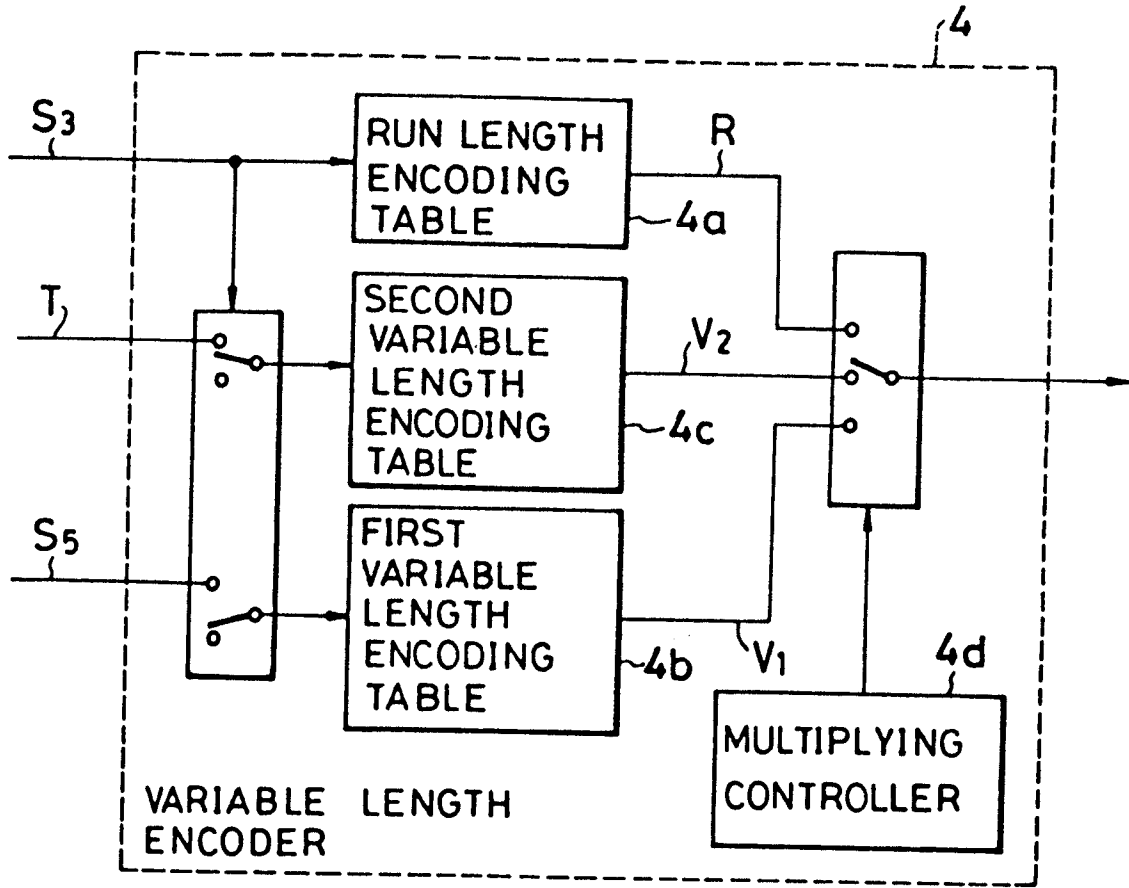 4
S3
RUN LENGTH
ENCODING
TABLE
R
4a
T
SECOND
VARIABLE
LENGTH
ENCODING
TABLE
V2
4c
S5
FIRST
VARIABLE
LENGTH
ENCODING
TABLE
4b
V1
4d
MULTIPLYING
CONTROLLER
VARIABLE LENGTH
ENCODER